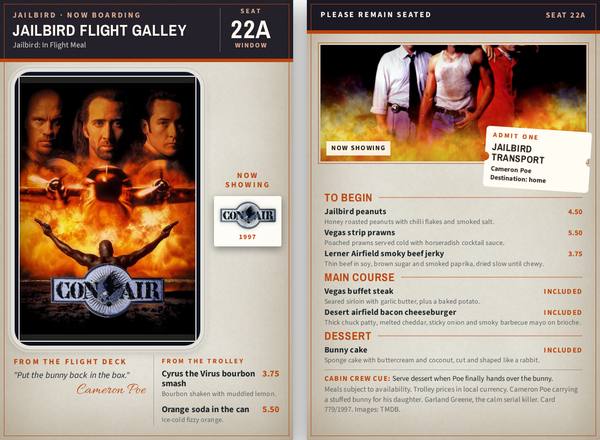 JAILBIRD · NOW BOARDING
JAILBIRD FLIGHT GALLEY
Jailbird: In Flight Meal
SEAT
22A
WINDOW
CON AIR
NOW
SHOWING
CON AIR
1997
FROM THE FLIGHT DECK
"Put the bunny back in the box."
Cameron Poe
FROM THE TROLLEY
Cyrus the Virus bourbon smash 3.75
Bourbon shaken with muddled lemon.
Orange soda in the can 5.50
Ice-cold fizzy orange.
PLEASE REMAIN SEATED
SEAT 22A
NOW SHOWING
ADMIT ONE
JAILBIRD
TRANSPORT
Cameron Poe
Destination: home
TO BEGIN
Jailbird peanuts 4.50
Honey roasted peanuts with chilli flakes and smoked salt.
Vegas strip prawns 5.50
Poached prawns served cold with horseradish cocktail sauce.
Lerner Airfield smoky beef jerky 3.75
Thin beef in soy, brown sugar and smoked paprika, dried slow until chewy.
MAIN COURSE
Vegas buffet steak INCLUDED
Seared sirloin with garlic butter, plus a baked potato.
Desert airfield bacon cheeseburger INCLUDED
Thick chuck patty, melted cheddar, sticky onion and smoky barbecue mayo on brioche.
DESSERT
Bunny cake INCLUDED
Sponge cake with buttercream and coconut, cut and shaped like a rabbit.
CABIN CREW CUE: Serve dessert when Poe finally hands over the bunny.
Meals subject to availability. Trolley prices in local currency. Cameron Poe carrying
a stuffed bunny for his daughter. Garland Greene, the calm serial killer. Card
779/1997. Images: TMDB.